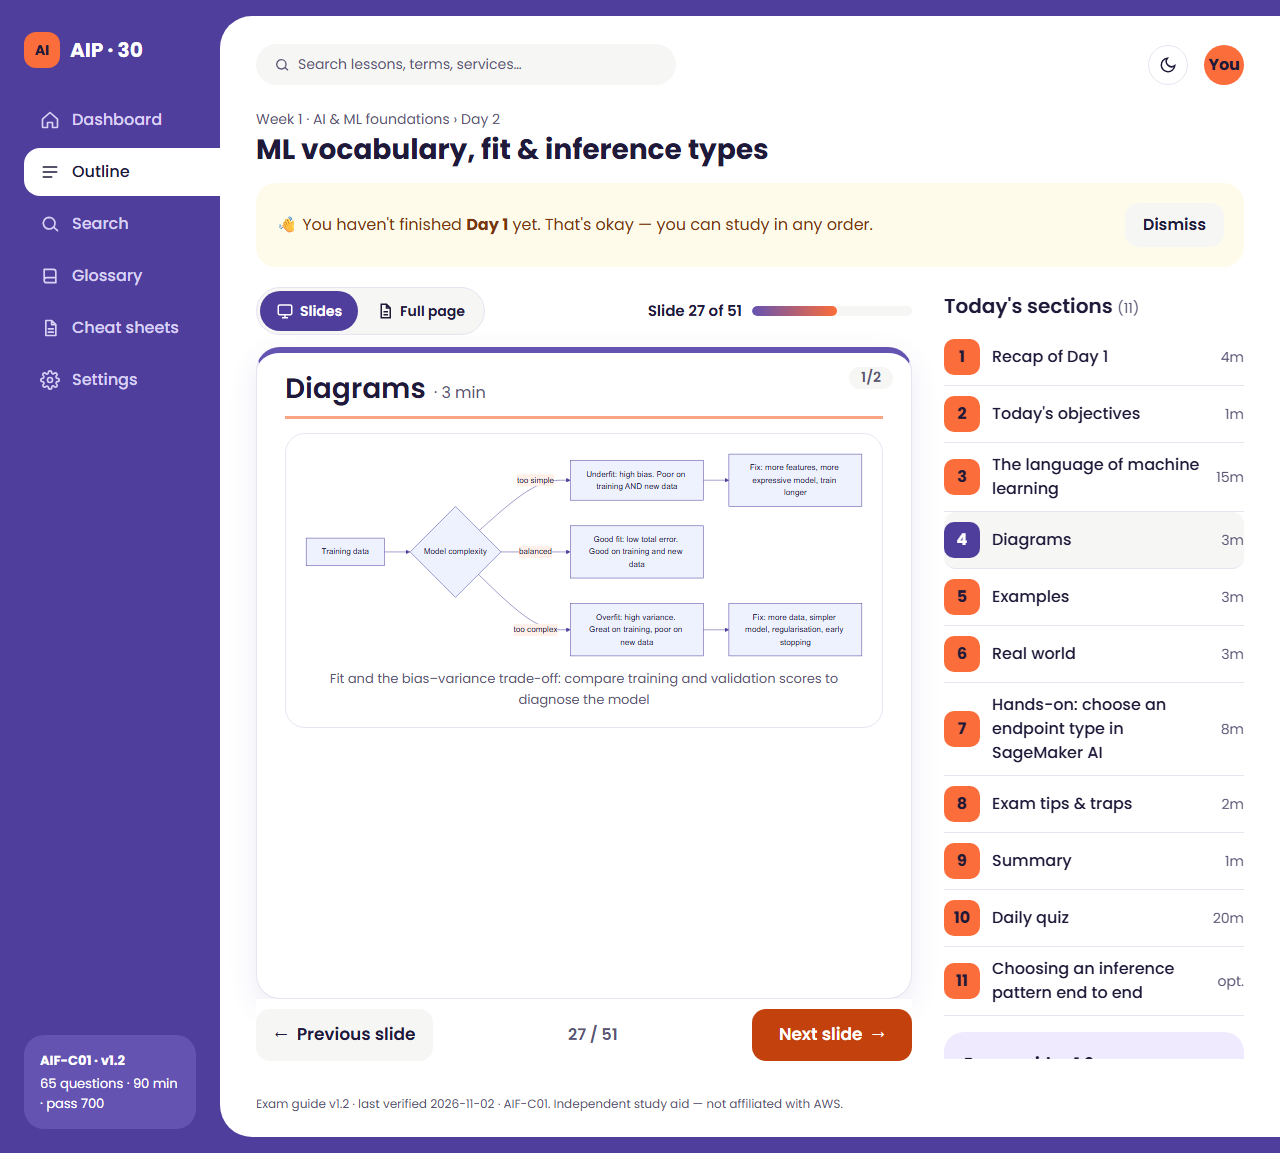 AI
AIP · 30
Dashboard
Outline
Search
Glossary
Cheat sheets
Settings
AIF-C01 · v1.2
65 questions · 90 min
· pass 700
Search lessons, terms, services…
You
Week 1 · AI & ML foundations › Day 2
ML vocabulary, fit & inference types
👋 You haven't finished Day 1 yet. That's okay — you can study in any order.
Dismiss
Slides
Full page
Slide 27 of 51
Diagrams · 3 min
1/2
Training data
Model complexity
too simple
balanced
too complex
Underfit: high bias. Poor on
training AND new data
Fix: more features, more
expressive model, train
longer
Good fit: low total error.
Good on training and new
data
Overfit: high variance.
Great on training, poor on
new data
Fix: more data, simpler
model, regularisation, early
stopping
Fit and the bias–variance trade-off: compare training and validation scores to
diagnose the model
← Previous slide
27 / 51
Next slide →
Today's sections (11)
1 Recap of Day 1 4m
2 Today's objectives 1m
3 The language of machine
learning 15m
4 Diagrams 3m
5 Examples 3m
6 Real world 3m
7 Hands-on: choose an
endpoint type in
SageMaker AI 8m
8 Exam tips & traps 2m
9 Summary 1m
10 Daily quiz 20m
11 Choosing an inference
pattern end to end opt.
Exam guide v1.2 · last verified 2026-11-02 · AIF-C01. Independent study aid — not affiliated with AWS.